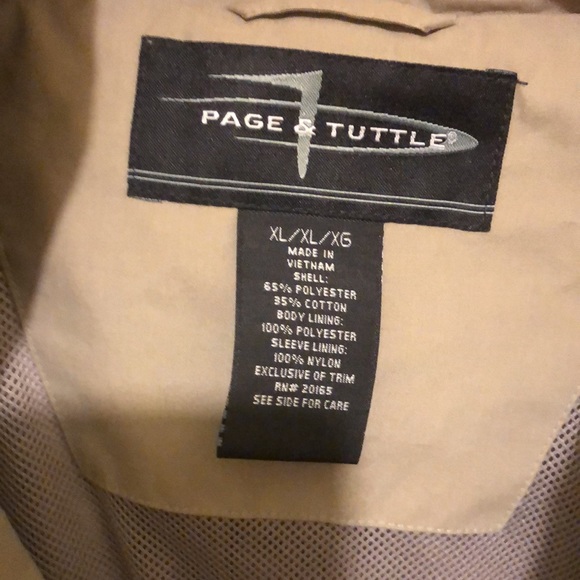 PAGE & TUTTLE®
XL/XL/XG
MADE IN
VIETNAM
SHELL:
65% POLYESTER
35% COTTON
BODY LINING:
100% POLYESTER
SLEEVE LINING:
100% NYLON
EXCLUSIVE OF TRIM
RN# 20165
SEE SIDE FOR CARE